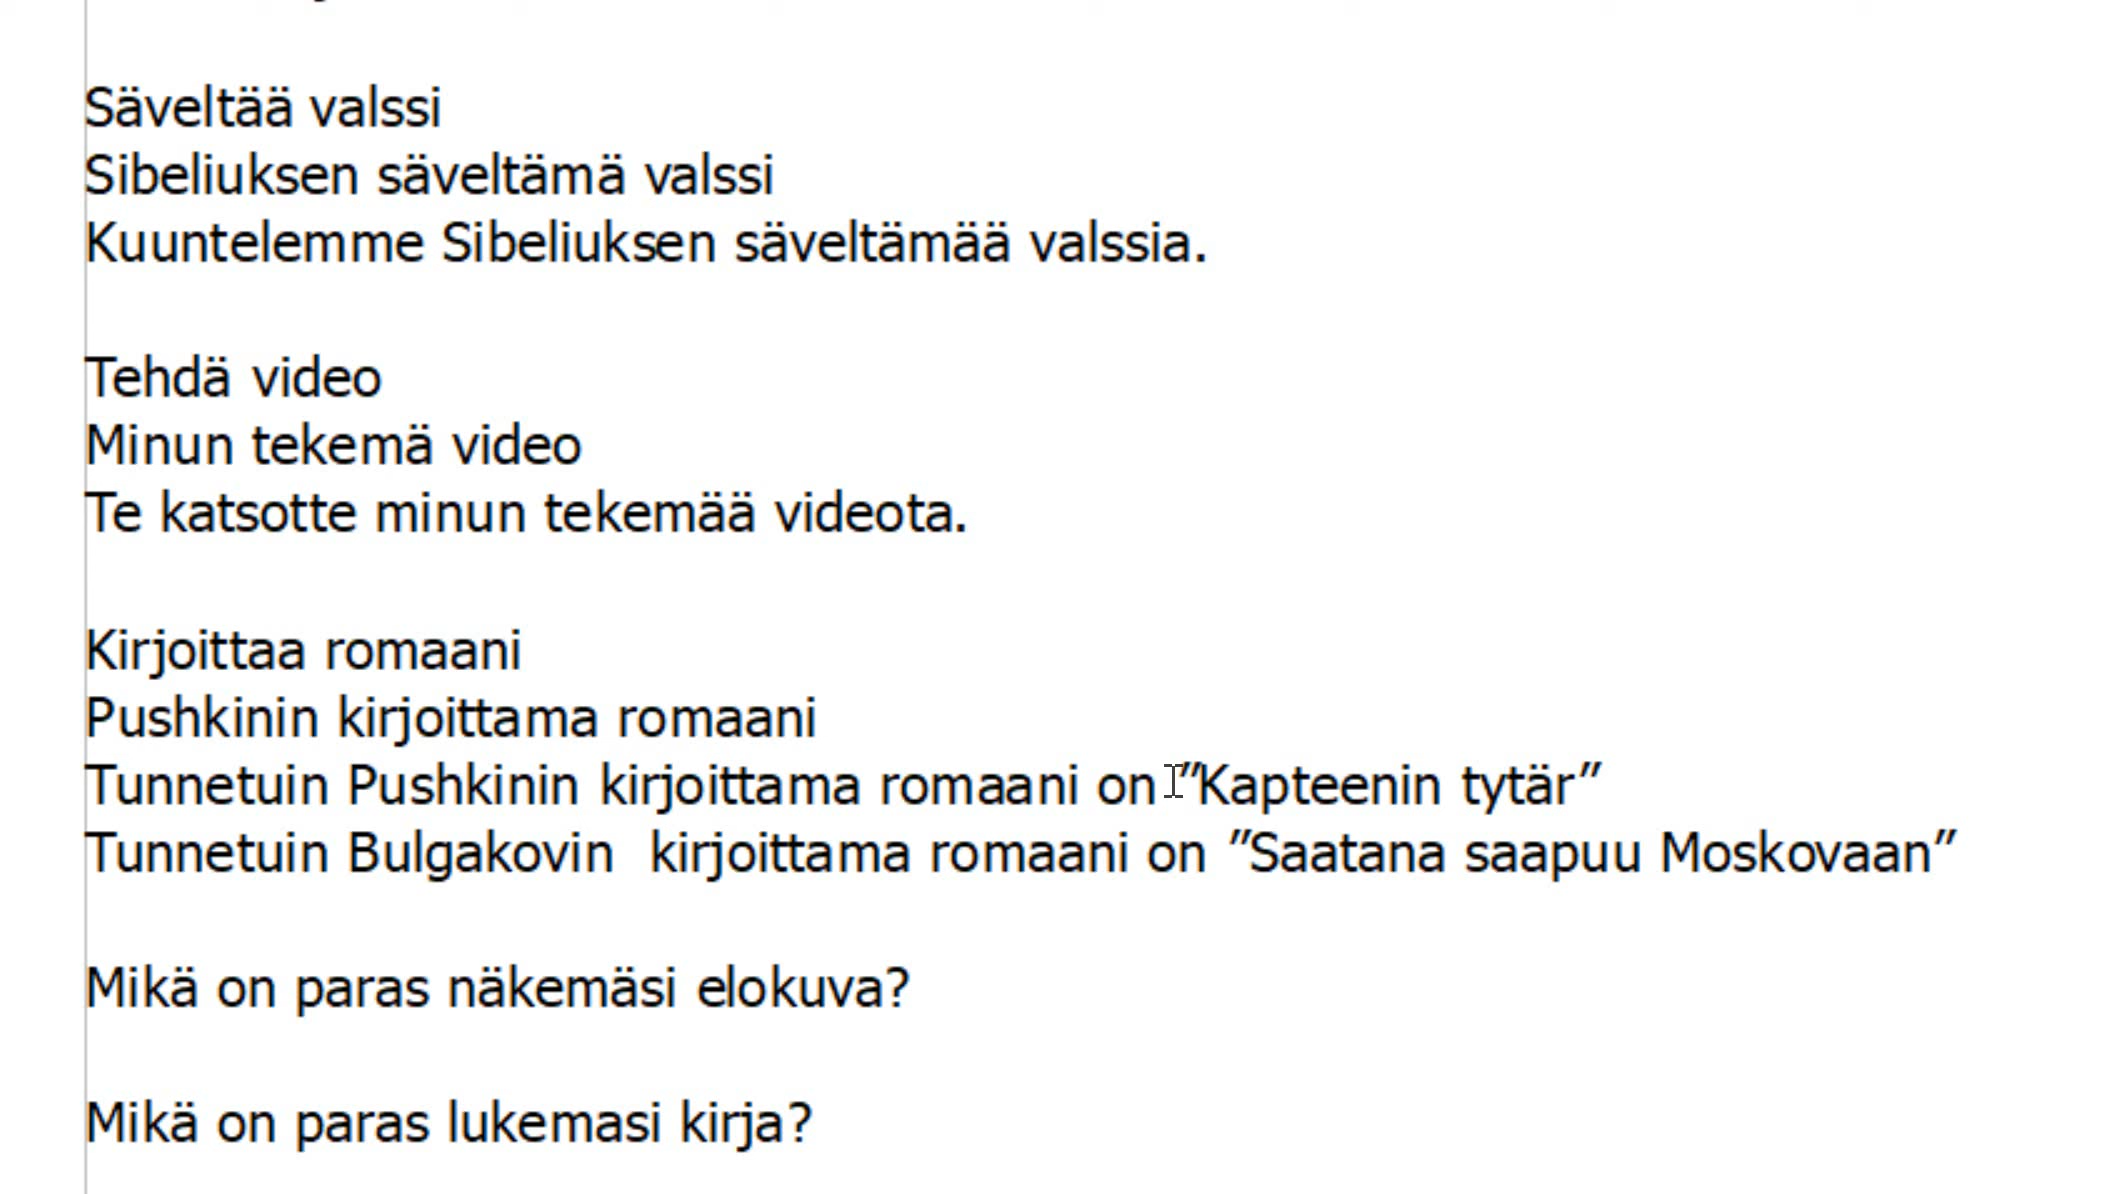 Säveltää valssi
Sibeliuksen säveltämä valssi
Kuuntelemme Sibeliuksen säveltämää valssia.
Tehdä video
Minun tekemä video
Te katsotte minun tekemää videota.
Kirjoittaa romaani
Pushkinin kirjoittama romaani
Tunnetuin Pushkinin kirjoittama romaani on ”Kapteenin tytär”
Tunnetuin Bulgakovin  kirjoittama romaani on ”Saatana saapuu Moskovaan”
Mikä on paras näkemäsi elokuva?
Mikä on paras lukemasi kirja?